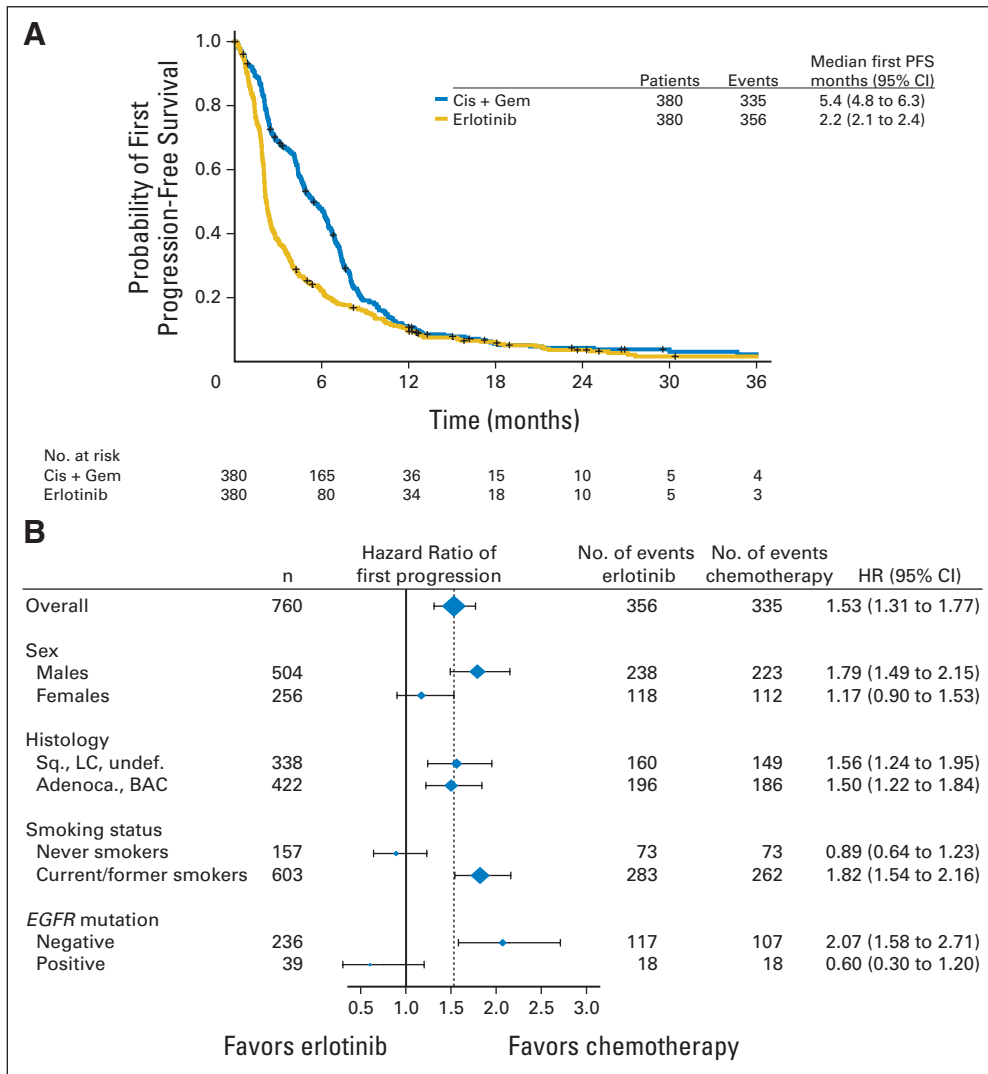 A
Probability of First
Progression-Free Survival
1.0
0.8
0.6
0.4
0.2
0
6
12
18
24
30
36
Time (months)
Patients Events Median first PFS months (95% CI)
Cis + Gem 380 335 5.4 (4.8 to 6.3)
Erlotinib 380 356 2.2 (2.1 to 2.4)
No. at risk
Cis + Gem 380 165 36 15 10 5 4
Erlotinib 380 80 34 18 10 5 3
B
Hazard Ratio of No. of events No. of events
n first progression erlotinib chemotherapy HR (95% CI)
Overall 760 356 335 1.53 (1.31 to 1.77)
Sex
Males 504 238 223 1.79 (1.49 to 2.15)
Females 256 118 112 1.17 (0.90 to 1.53)
Histology
Sq., LC, undef. 338 160 149 1.56 (1.24 to 1.95)
Adenoca., BAC 422 196 186 1.50 (1.22 to 1.84)
Smoking status
Never smokers 157 73 73 0.89 (0.64 to 1.23)
Current/former smokers 603 283 262 1.82 (1.54 to 2.16)
EGFR mutation
Negative 236 117 107 2.07 (1.58 to 2.71)
Positive 39 18 18 0.60 (0.30 to 1.20)
0.5 1.0 1.5 2.0 2.5 3.0
Favors erlotinib Favors chemotherapy